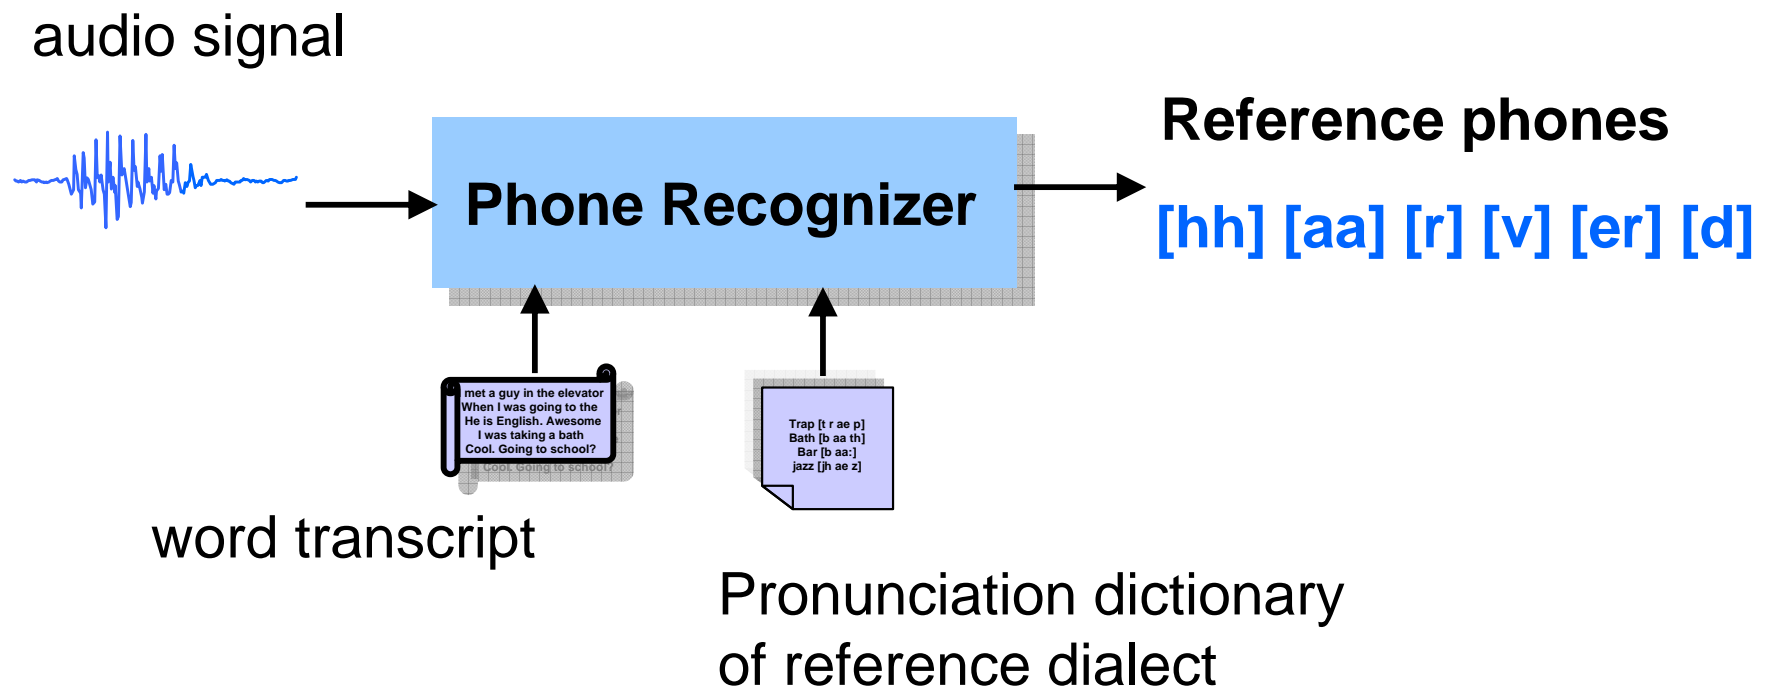 audio signal
Phone Recognizer
Reference phones
[hh] [aa] [r] [v] [er] [d]
met a guy in the elevator
When I was going to the
He is English. Awesome
I was taking a bath
Cool. Going to school?
Cool. Going to school?
word transcript
Trap [t r ae p]
Bath [b aa th]
Bar [b aa:]
jazz [jh ae z]
Pronunciation dictionary
of reference dialect